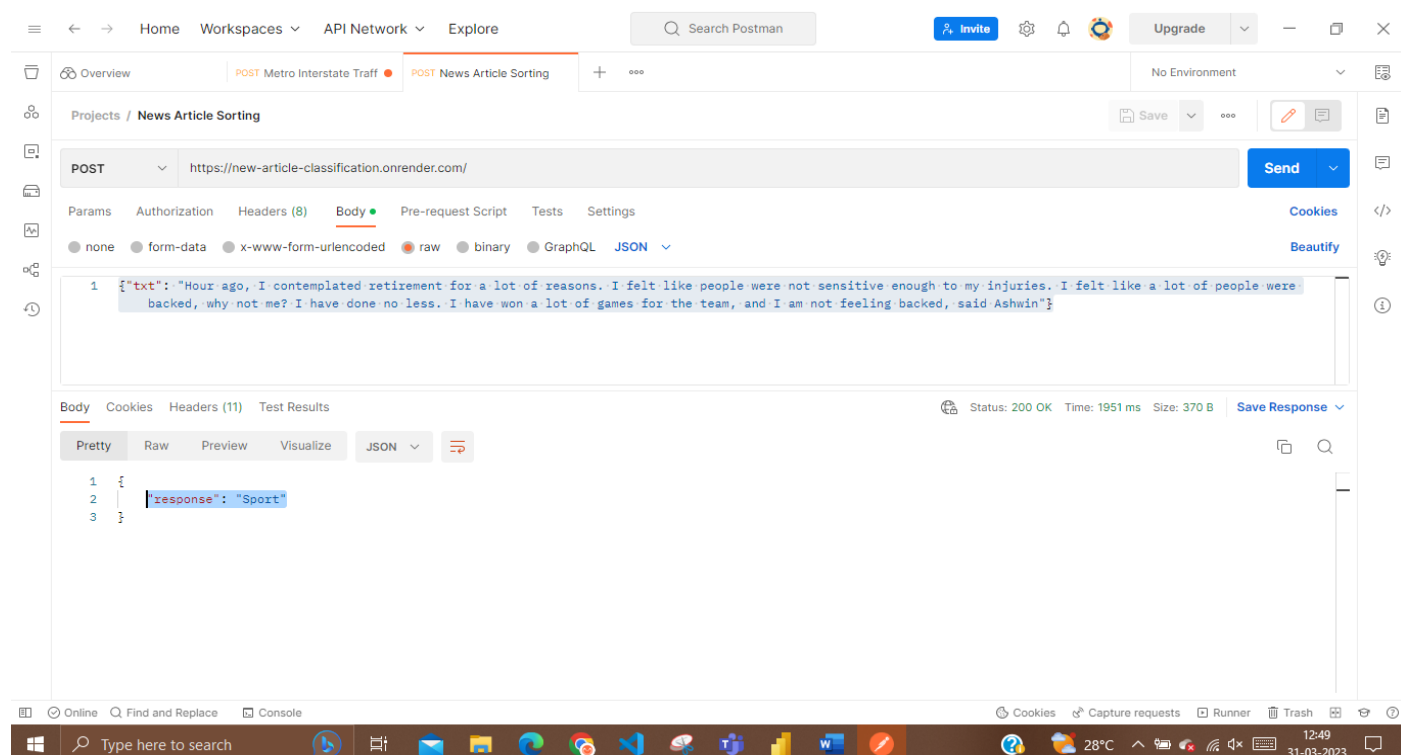 Home Workspaces API Network Explore Search Postman Invite Upgrade
Overview POST Metro Interstate Traff POST News Article Sorting No Environment
Projects / News Article Sorting Save
POST https://new-article-classification.onrender.com/ Send
Params Authorization Headers (8) Body Pre-request Script Tests Settings Cookies
none form-data x-www-form-urlencoded raw binary GraphQL JSON Beautify
1 {"txt": "Hour ago, I contemplated retirement for a lot of reasons. I felt like people were not sensitive enough to my injuries. I felt like a lot of people were
backed, why not me? I have done no less. I have won a lot of games for the team, and I am not feeling backed, said Ashwin"}
Body Cookies Headers (11) Test Results Status: 200 OK Time: 1951 ms Size: 370 B Save Response
Pretty Raw Preview Visualize JSON
1 {
2 "response": "Sport"
3 }
Online Find and Replace Console Cookies Capture requests Runner Trash
Type here to search 28°C 12:49
31-03-2023